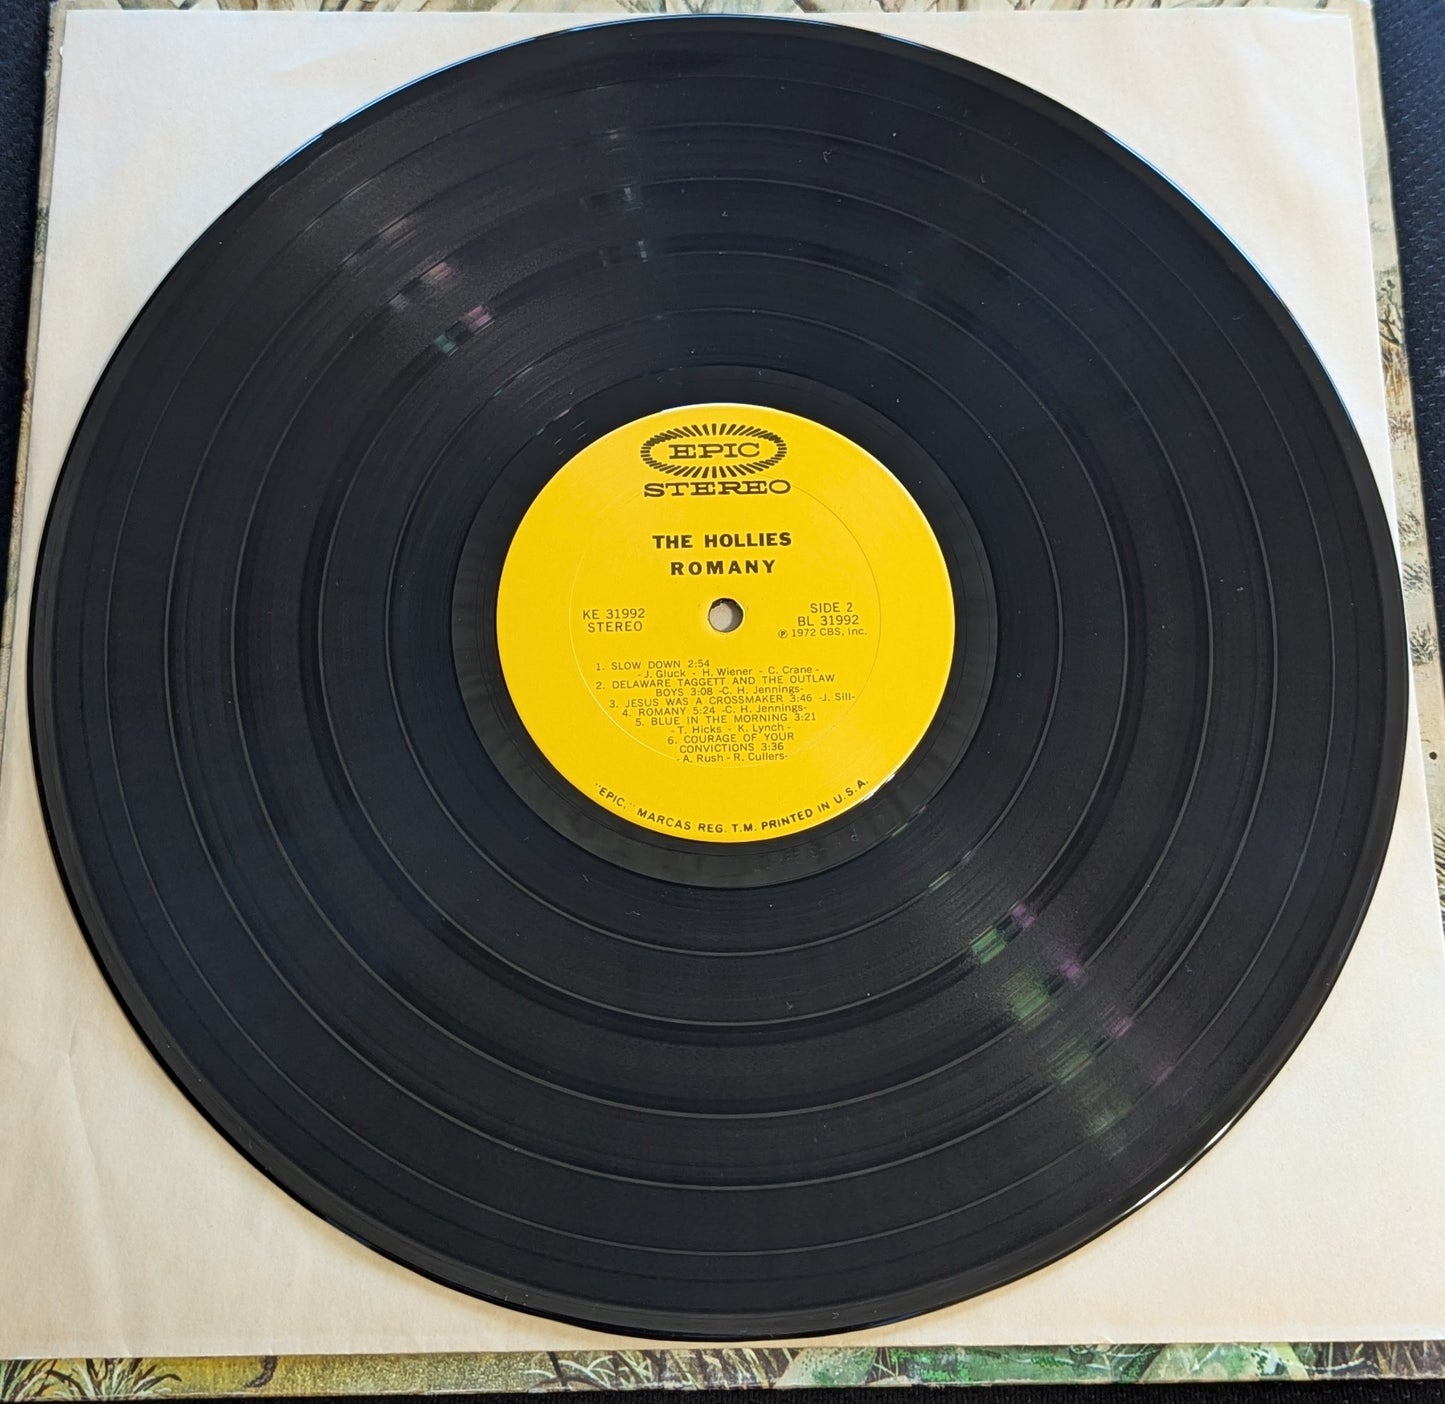 EPIC
STEREO
THE HOLLIES
ROMANY
KE 31992
STEREO
SIDE 2
BL 31992
℗ 1972 CBS, Inc.
1. SLOW DOWN 2:54
- J. Gluck - H. Wiener - C. Crane -
2. DELAWARE TAGGETT AND THE OUTLAW
BOYS 3:08 -C. H. Jennings-
3. JESUS WAS A CROSSMAKER 3:46 -J. Sill-
4. ROMANY 5:24 -C. H. Jennings-
5. BLUE IN THE MORNING 3:21
- T. Hicks - K. Lynch -
6. COURAGE OF YOUR
CONVICTIONS 3:36
- A. Rush - R. Cullers-
"EPIC," MARCAS REG. T.M. PRINTED IN U.S.A.